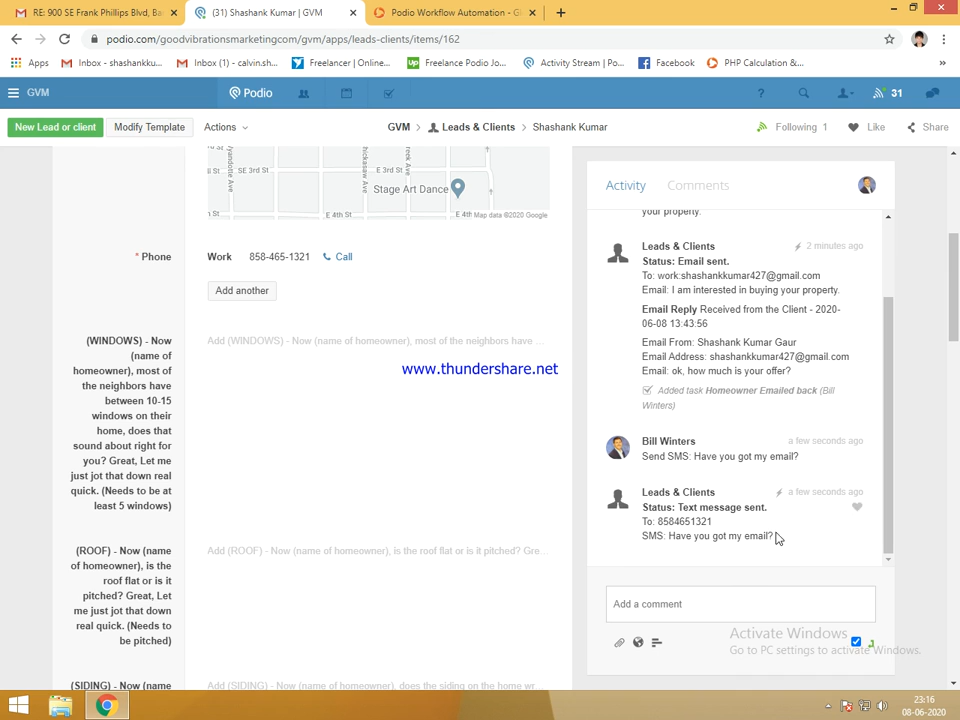 RE: 900 SE Frank Phillips Blvd, Ba
(31) Shashank Kumar | GVM
Podio Workflow Automation - Gl
podio.com/goodvibrationsmarketingcom/gvm/apps/leads-clients/items/162
Apps
Inbox - shashankku...
Inbox (1) - calvin.sh...
Freelancer | Online...
Freelance Podio Jo...
Activity Stream | Po...
Facebook
PHP Calculation &...
»
GVM
Podio
?
31
New Lead or client
Modify Template
Actions
GVM > Leads & Clients > Shashank Kumar
Following 1
Like
Share
E 3rd St
SE 3rd St
E 3rd St
Stage Art Dance
E 4th St
E 4th
Map data ©2020 Google
* Phone
Work 858-465-1321 Call
Add another
(WINDOWS) - Now
(name of
homeowner), most of
the neighbors have
between 10-15
windows on their
home, does that
sound about right for
you? Great, Let me
just jot that down real
quick. (Needs to be at
least 5 windows)
Add (WINDOWS) - Now (name of homeowner), most of the neighbors have ...
www.thundershare.net
(ROOF) - Now (name
of homeowner), is the
roof flat or is it
pitched? Great, Let
me just jot that down
real quick. (Needs to
be pitched)
Add (ROOF) - Now (name of homeowner), is the roof flat or is it pitched? Gre...
(SIDING) - Now (name
Add (SIDING) - Now (name of homeowner), does the siding on the home wr...
Activity
Comments
your property.
Leads & Clients
2 minutes ago
Status: Email sent.
To: work:shashankkumar427@gmail.com
Email: I am interested in buying your property.
Email Reply Received from the Client - 2020-
06-08 13:43:56
Email From: Shashank Kumar Gaur
Email Address: shashankkumar427@gmail.com
Email: ok, how much is your offer?
Added task Homeowner Emailed back (Bill
Winters)
Bill Winters
a few seconds ago
Send SMS: Have you got my email?
Leads & Clients
a few seconds ago
Status: Text message sent.
To: 8584651321
SMS: Have you got my email?
Add a comment
Activate Windows
Go to PC settings to activate Windows.
23:16
08-06-2020